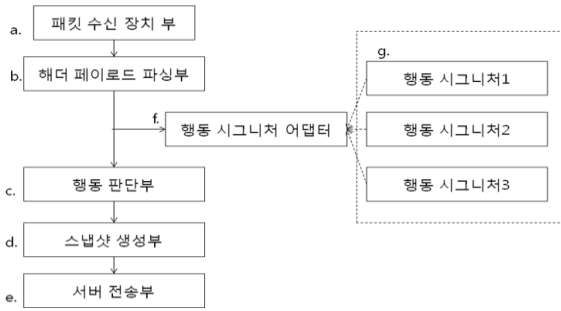 a. 패킷 수신 장치 부
b. 해더 페이로드 파싱부
f. 행동 시그니처 어댑터
g.
행동 시그니처1
행동 시그니처2
행동 시그니처3
c. 행동 판단부
d. 스냅샷 생성부
e. 서버 전송부